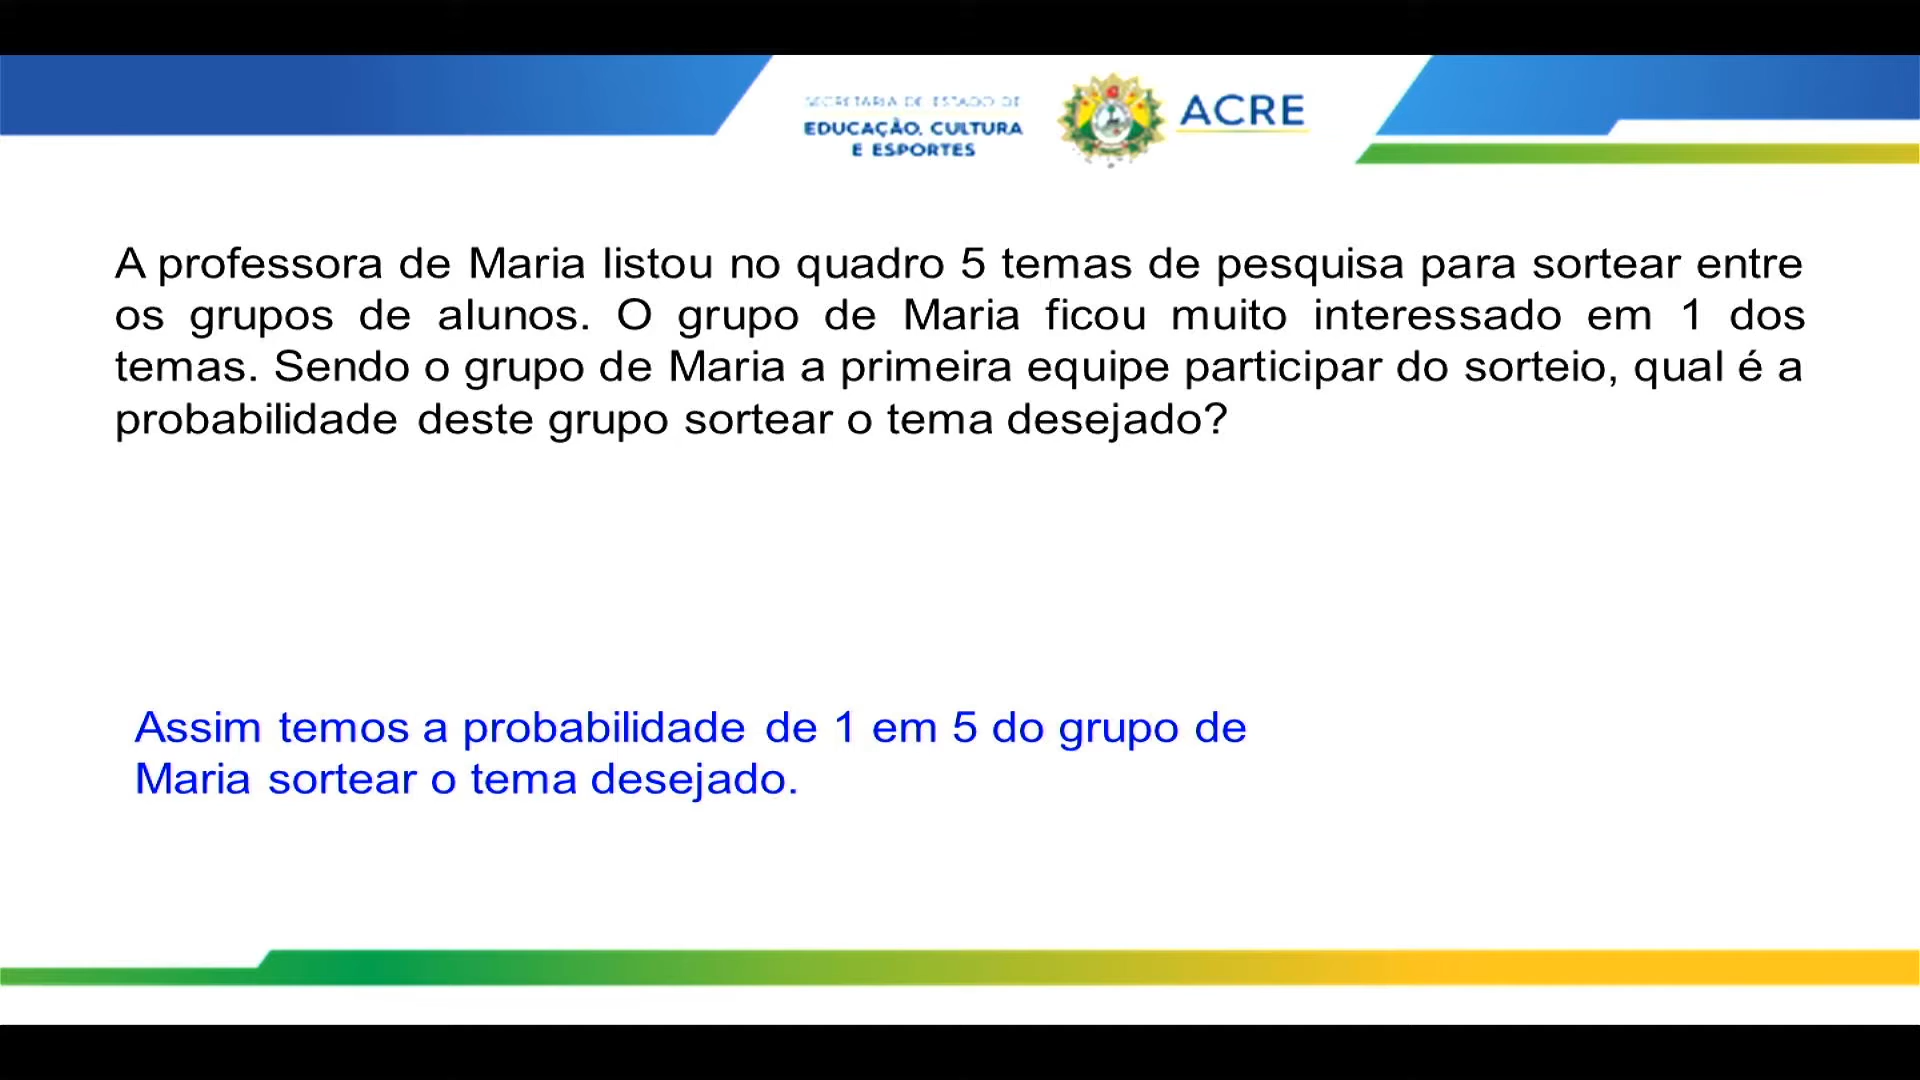 SECRETARIA DE ESTADO DE
EDUCAÇÃO, CULTURA
E ESPORTES
ACRE
A professora de Maria listou no quadro 5 temas de pesquisa para sortear entre
os grupos de alunos. O grupo de Maria ficou muito interessado em 1 dos
temas. Sendo o grupo de Maria a primeira equipe participar do sorteio, qual é a
probabilidade deste grupo sortear o tema desejado?
Assim temos a probabilidade de 1 em 5 do grupo de
Maria sortear o tema desejado.